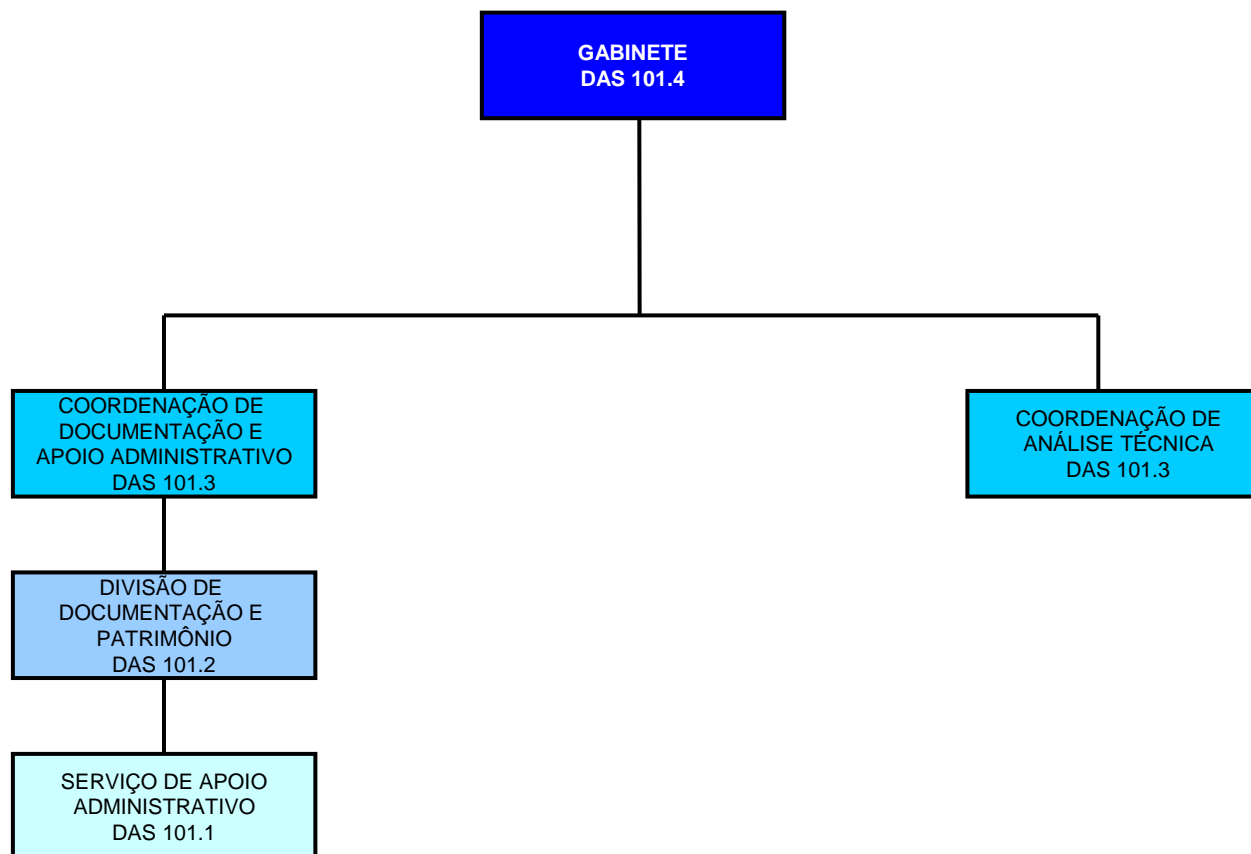 GABINETE
DAS 101.4
COORDENAÇÃO DE
DOCUMENTAÇÃO E
APOIO ADMINISTRATIVO
DAS 101.3
COORDENAÇÃO DE
ANÁLISE TÉCNICA
DAS 101.3
DIVISÃO DE
DOCUMENTAÇÃO E
PATRIMÔNIO
DAS 101.2
SERVIÇO DE APOIO
ADMINISTRATIVO
DAS 101.1